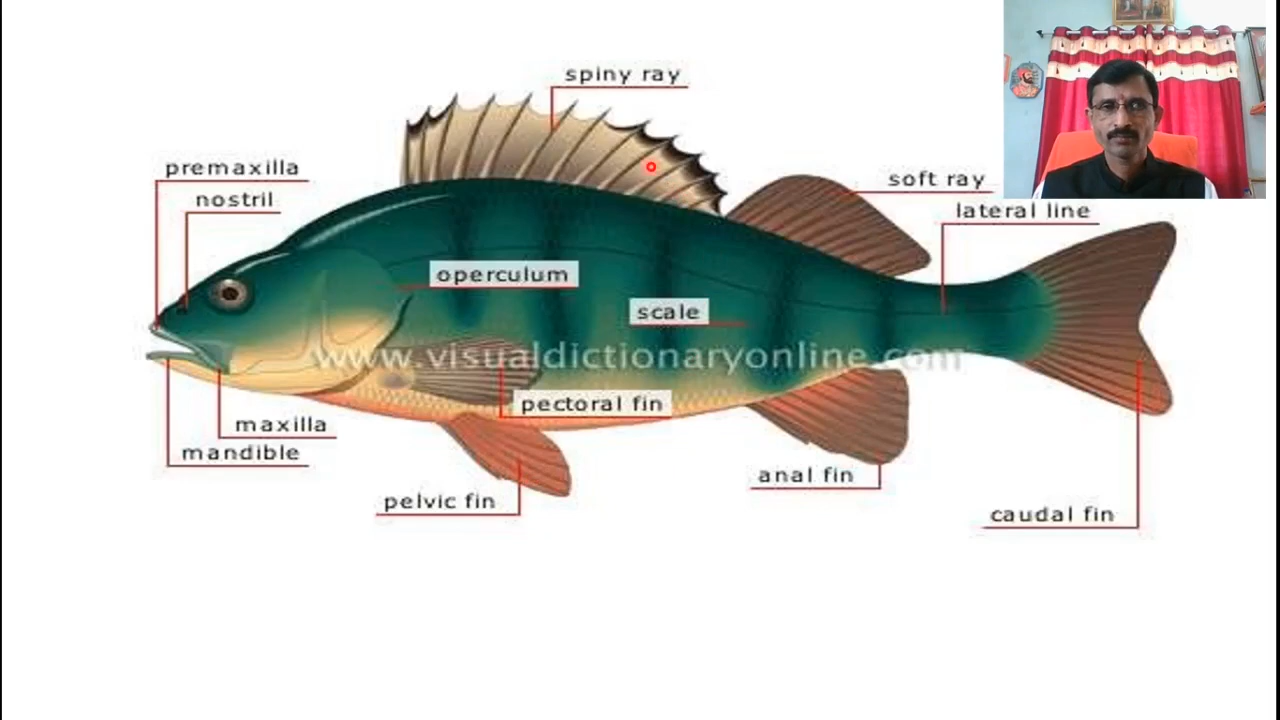 spiny ray
premaxilla
soft ray
nostril
lateral line
operculum
scale
www.visualdictionaryonline.com
pectoral fin
maxilla
mandible
anal fin
pelvic fin
caudal fin